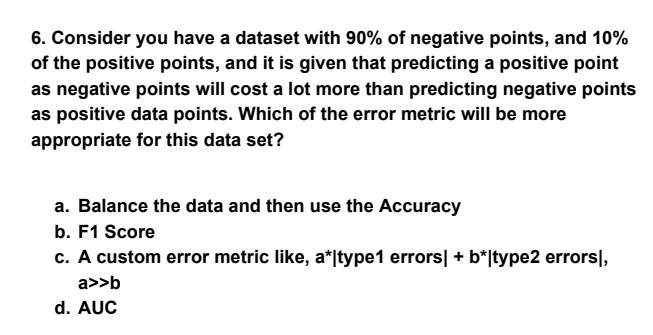 6. Consider you have a dataset with 90% of negative points, and 10%
of the positive points, and it is given that predicting a positive point
as negative points will cost a lot more than predicting negative points
as positive data points. Which of the error metric will be more
appropriate for this data set?
a. Balance the data and then use the Accuracy
b. F1 Score
c. A custom error metric like, a*|type1 errors| + b*|type2 errors|,
a>>b
d. AUC